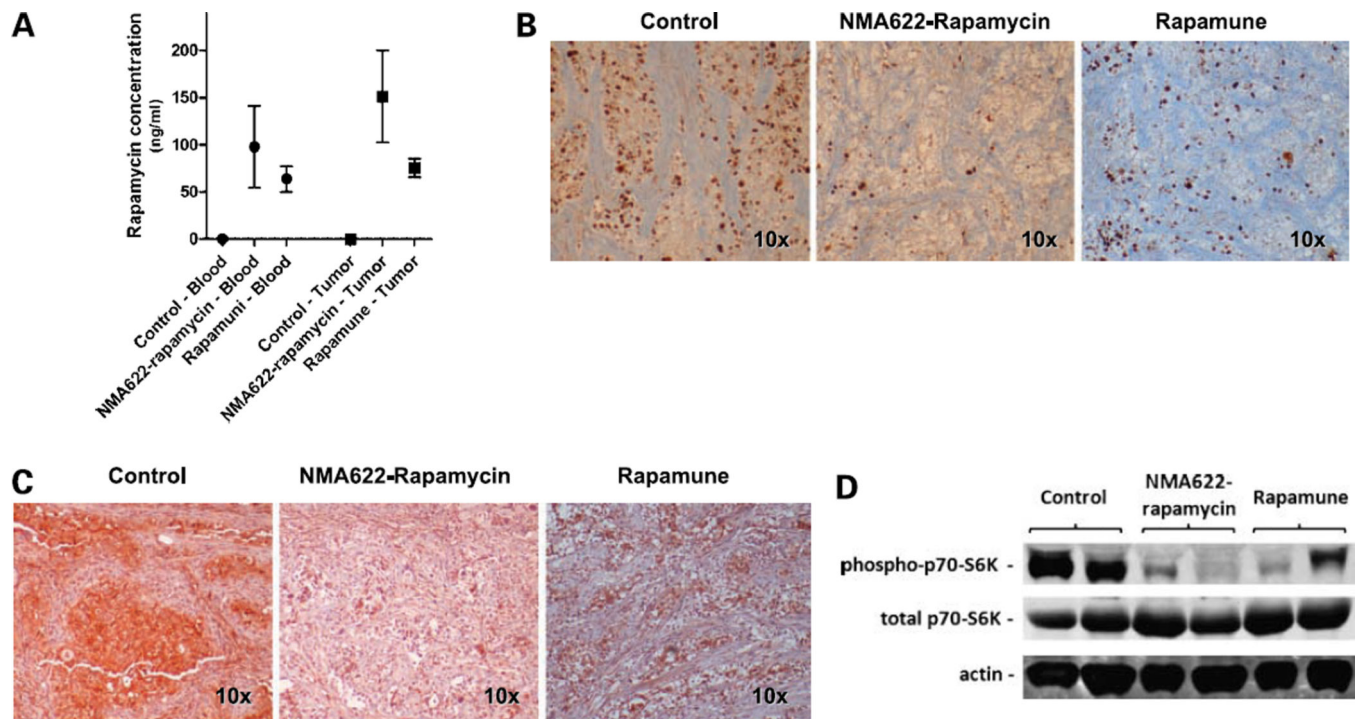 A
Rapamycin concentration
(ng/ml)
200
150
100
50
0
Control - Blood
NMA622-rapamycin - Blood
Rapamuni - Blood
Control - Tumor
NMA622-rapamycin - Tumor
Rapamune - Tumor
B
Control
NMA622-Rapamycin
Rapamune
10x
10x
10x
C
Control
NMA622-Rapamycin
Rapamune
10x
10x
10x
D
Control
NMA622-
rapamycin
Rapamune
phospho-p70-S6K -
total p70-S6K -
actin -